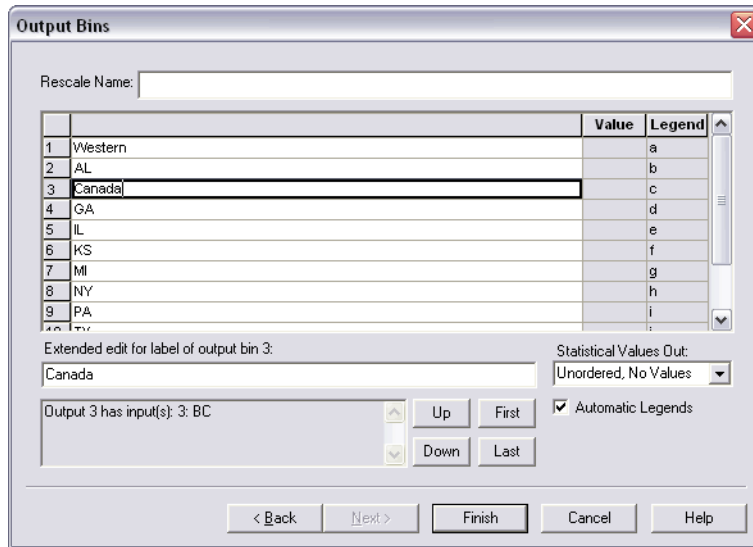 Output Bins
Rescale Name:
Value Legend
1 Western a
2 AL b
3 Canada c
4 GA d
5 IL e
6 KS f
7 MI g
8 NY h
9 PA i
Extended edit for label of output bin 3:
Canada
Statistical Values Out:
Unordered, No Values
Output 3 has input(s): 3: BC
Up First
Automatic Legends
Down Last
< Back Next > Finish Cancel Help